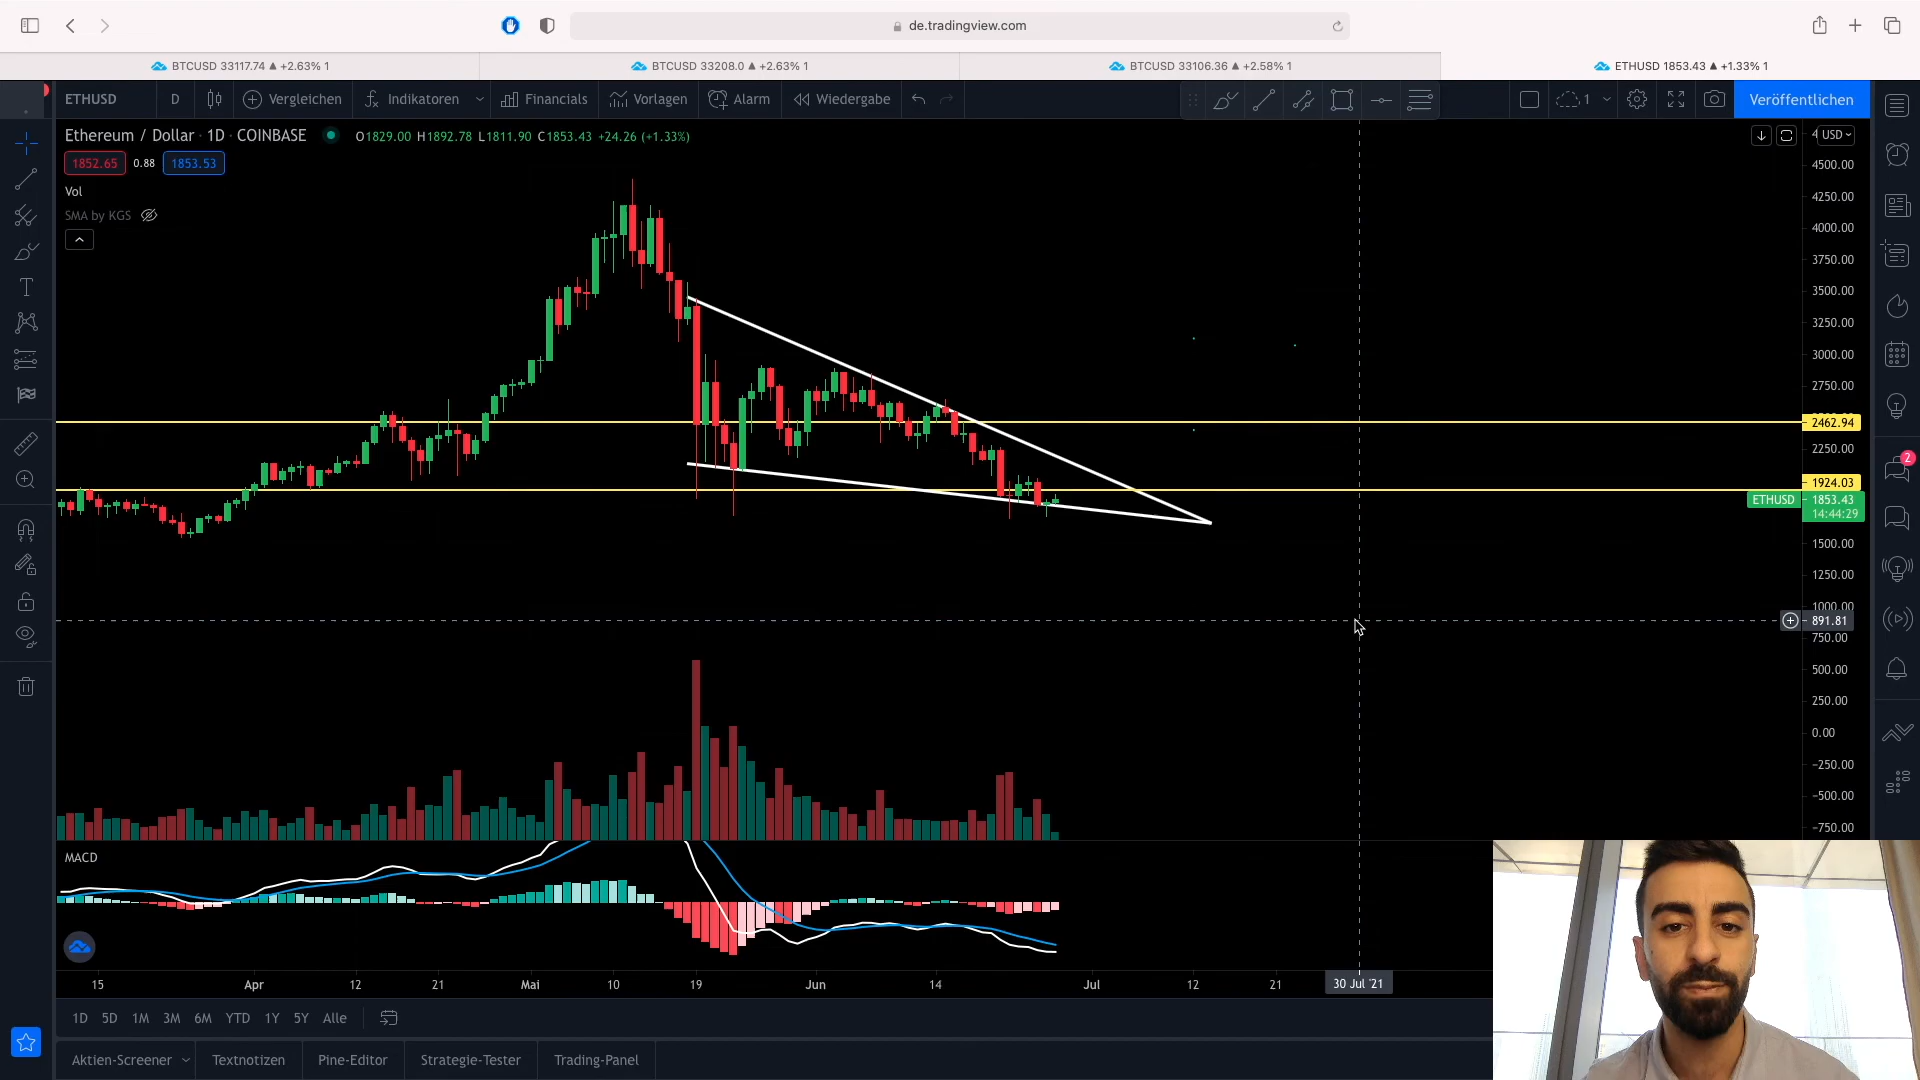 de.tradingview.com
BTCUSD 33117.74 ▲ +2.63% 1
BTCUSD 33208.0 ▲ +2.63% 1
BTCUSD 33106.36 ▲ +2.58% 1
ETHUSD 1853.43 ▲ +1.33% 1
ETHUSD
D
Vergleichen
Indikatoren
Financials
Vorlagen
Alarm
Wiedergabe
1
Veröffentlichen
Ethereum / Dollar · 1D · COINBASE
O1829.00 H1892.78 L1811.90 C1853.43 +24.26 (+1.33%)
USD
1852.65 0.88 1853.53
Vol
SMA by KGS
4500.00
4250.00
4000.00
3750.00
3500.00
3250.00
3000.00
2750.00
2462.94
2250.00
1924.03
ETHUSD 1853.43
14:44:29
1500.00
1250.00
1000.00
891.81
750.00
500.00
250.00
0.00
−250.00
−500.00
−750.00
2
MACD
15 Apr 12 21 Mai 10 19 Jun 14 Jul 12 21 30 Jul '21
1D 5D 1M 3M 6M YTD 1Y 5Y Alle
Aktien-Screener Textnotizen Pine-Editor Strategie-Tester Trading-Panel